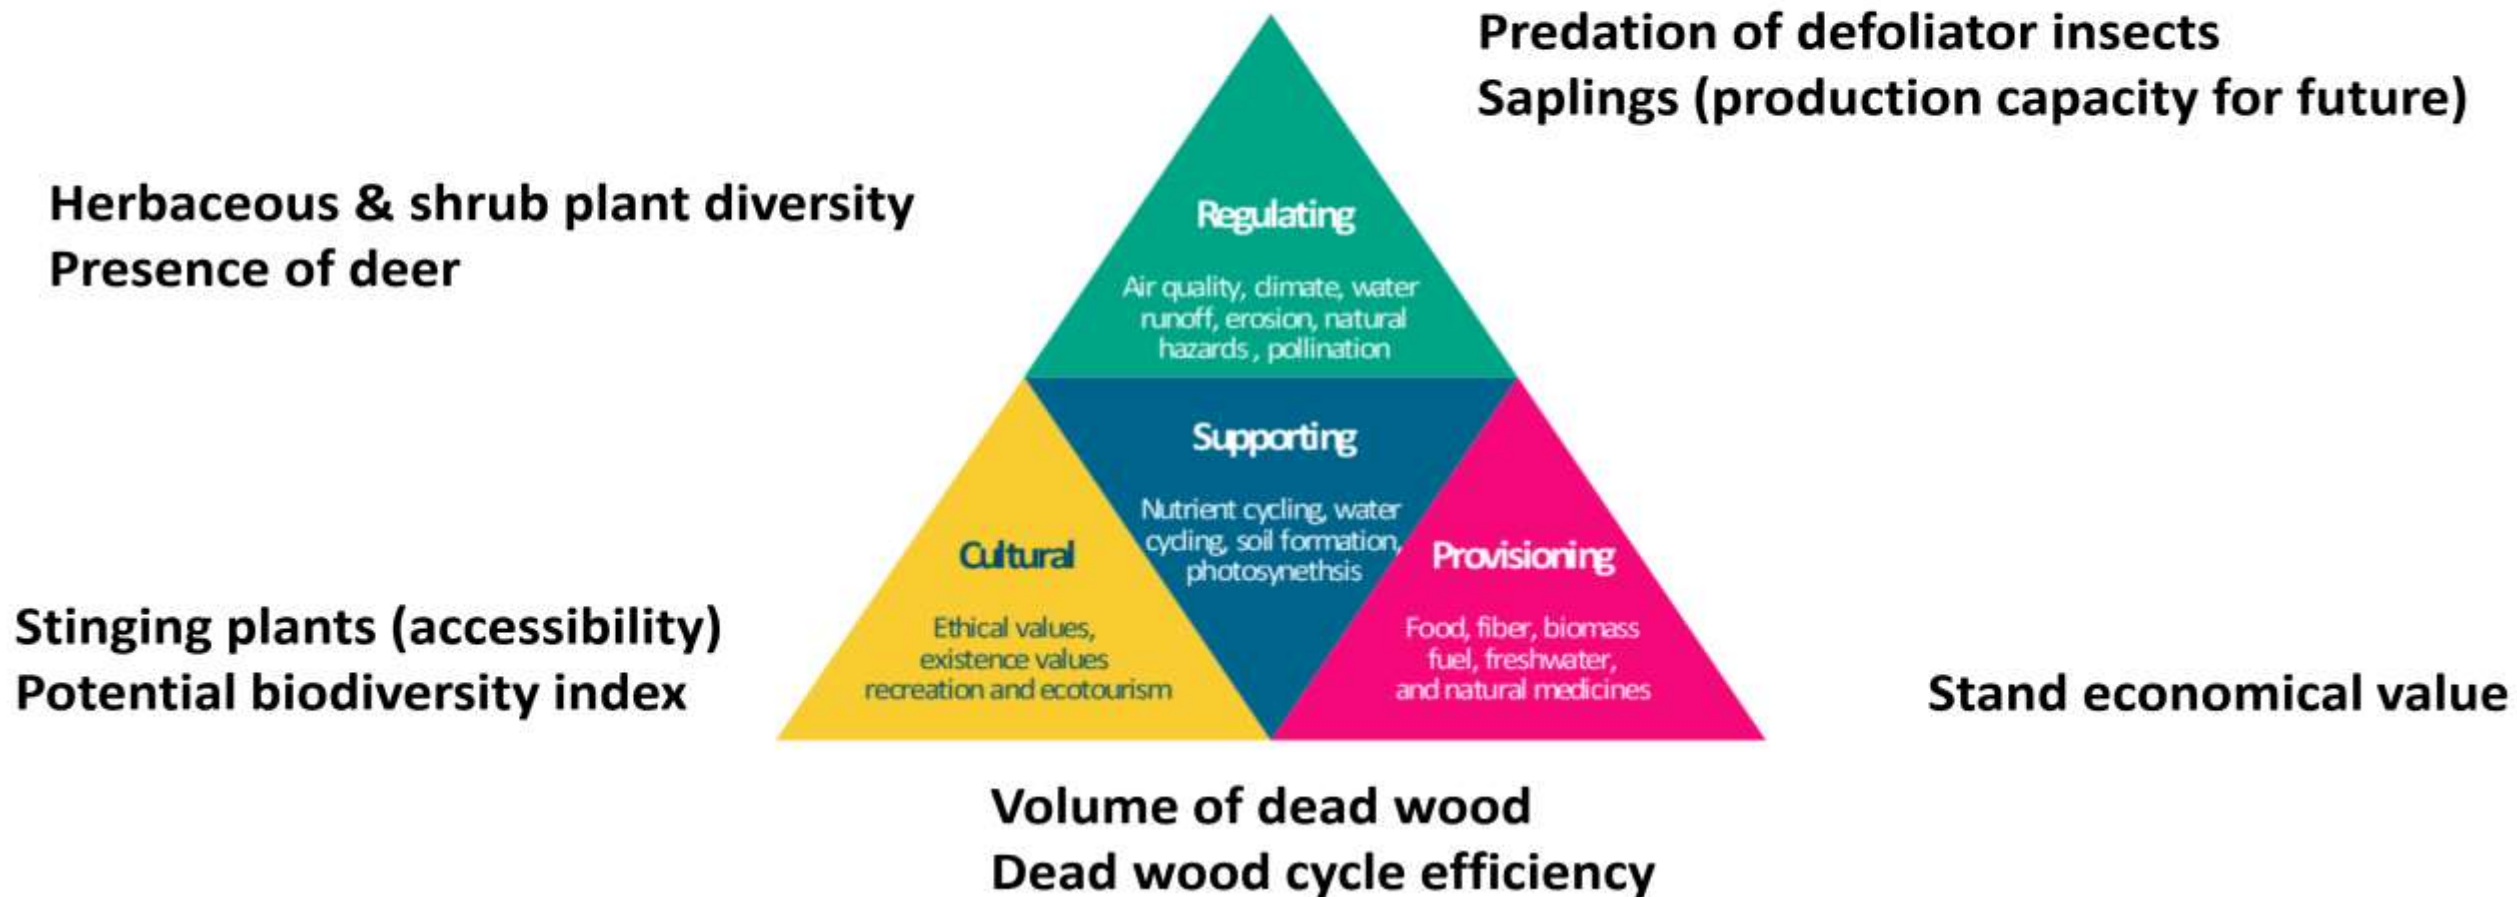 Predation of defoliator insects
Saplings (production capacity for future)
Herbaceous & shrub plant diversity
Presence of deer
Regulating
Air quality, climate, water
runoff, erosion, natural
hazards , pollination
Supporting
Nutrient cycling, water
cycling, soil formation,
photosynethsis
Cultural
Ethical values,
existence values
recreation and ecotourism
Provisioning
Food, fiber, biomass
fuel, freshwater,
and natural medicines
Stinging plants (accessibility)
Potential biodiversity index
Stand economical value
Volume of dead wood
Dead wood cycle efficiency